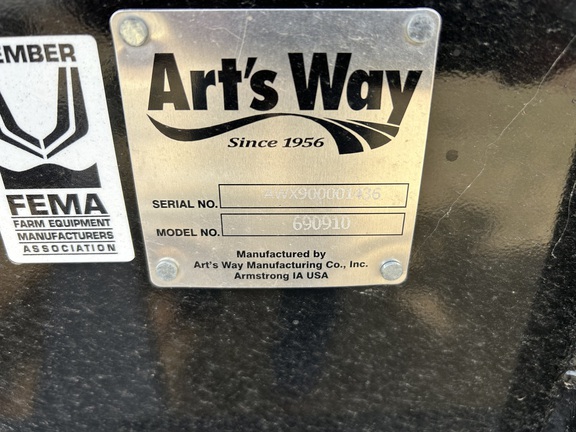 EMBER
FEMA
FARM EQUIPMENT
MANUFACTURERS
ASSOCIATION
Art's Way
Since 1956
SERIAL NO.
MODEL NO. 690910
Manufactured by
Art's Way Manufacturing Co., Inc.
Armstrong IA USA